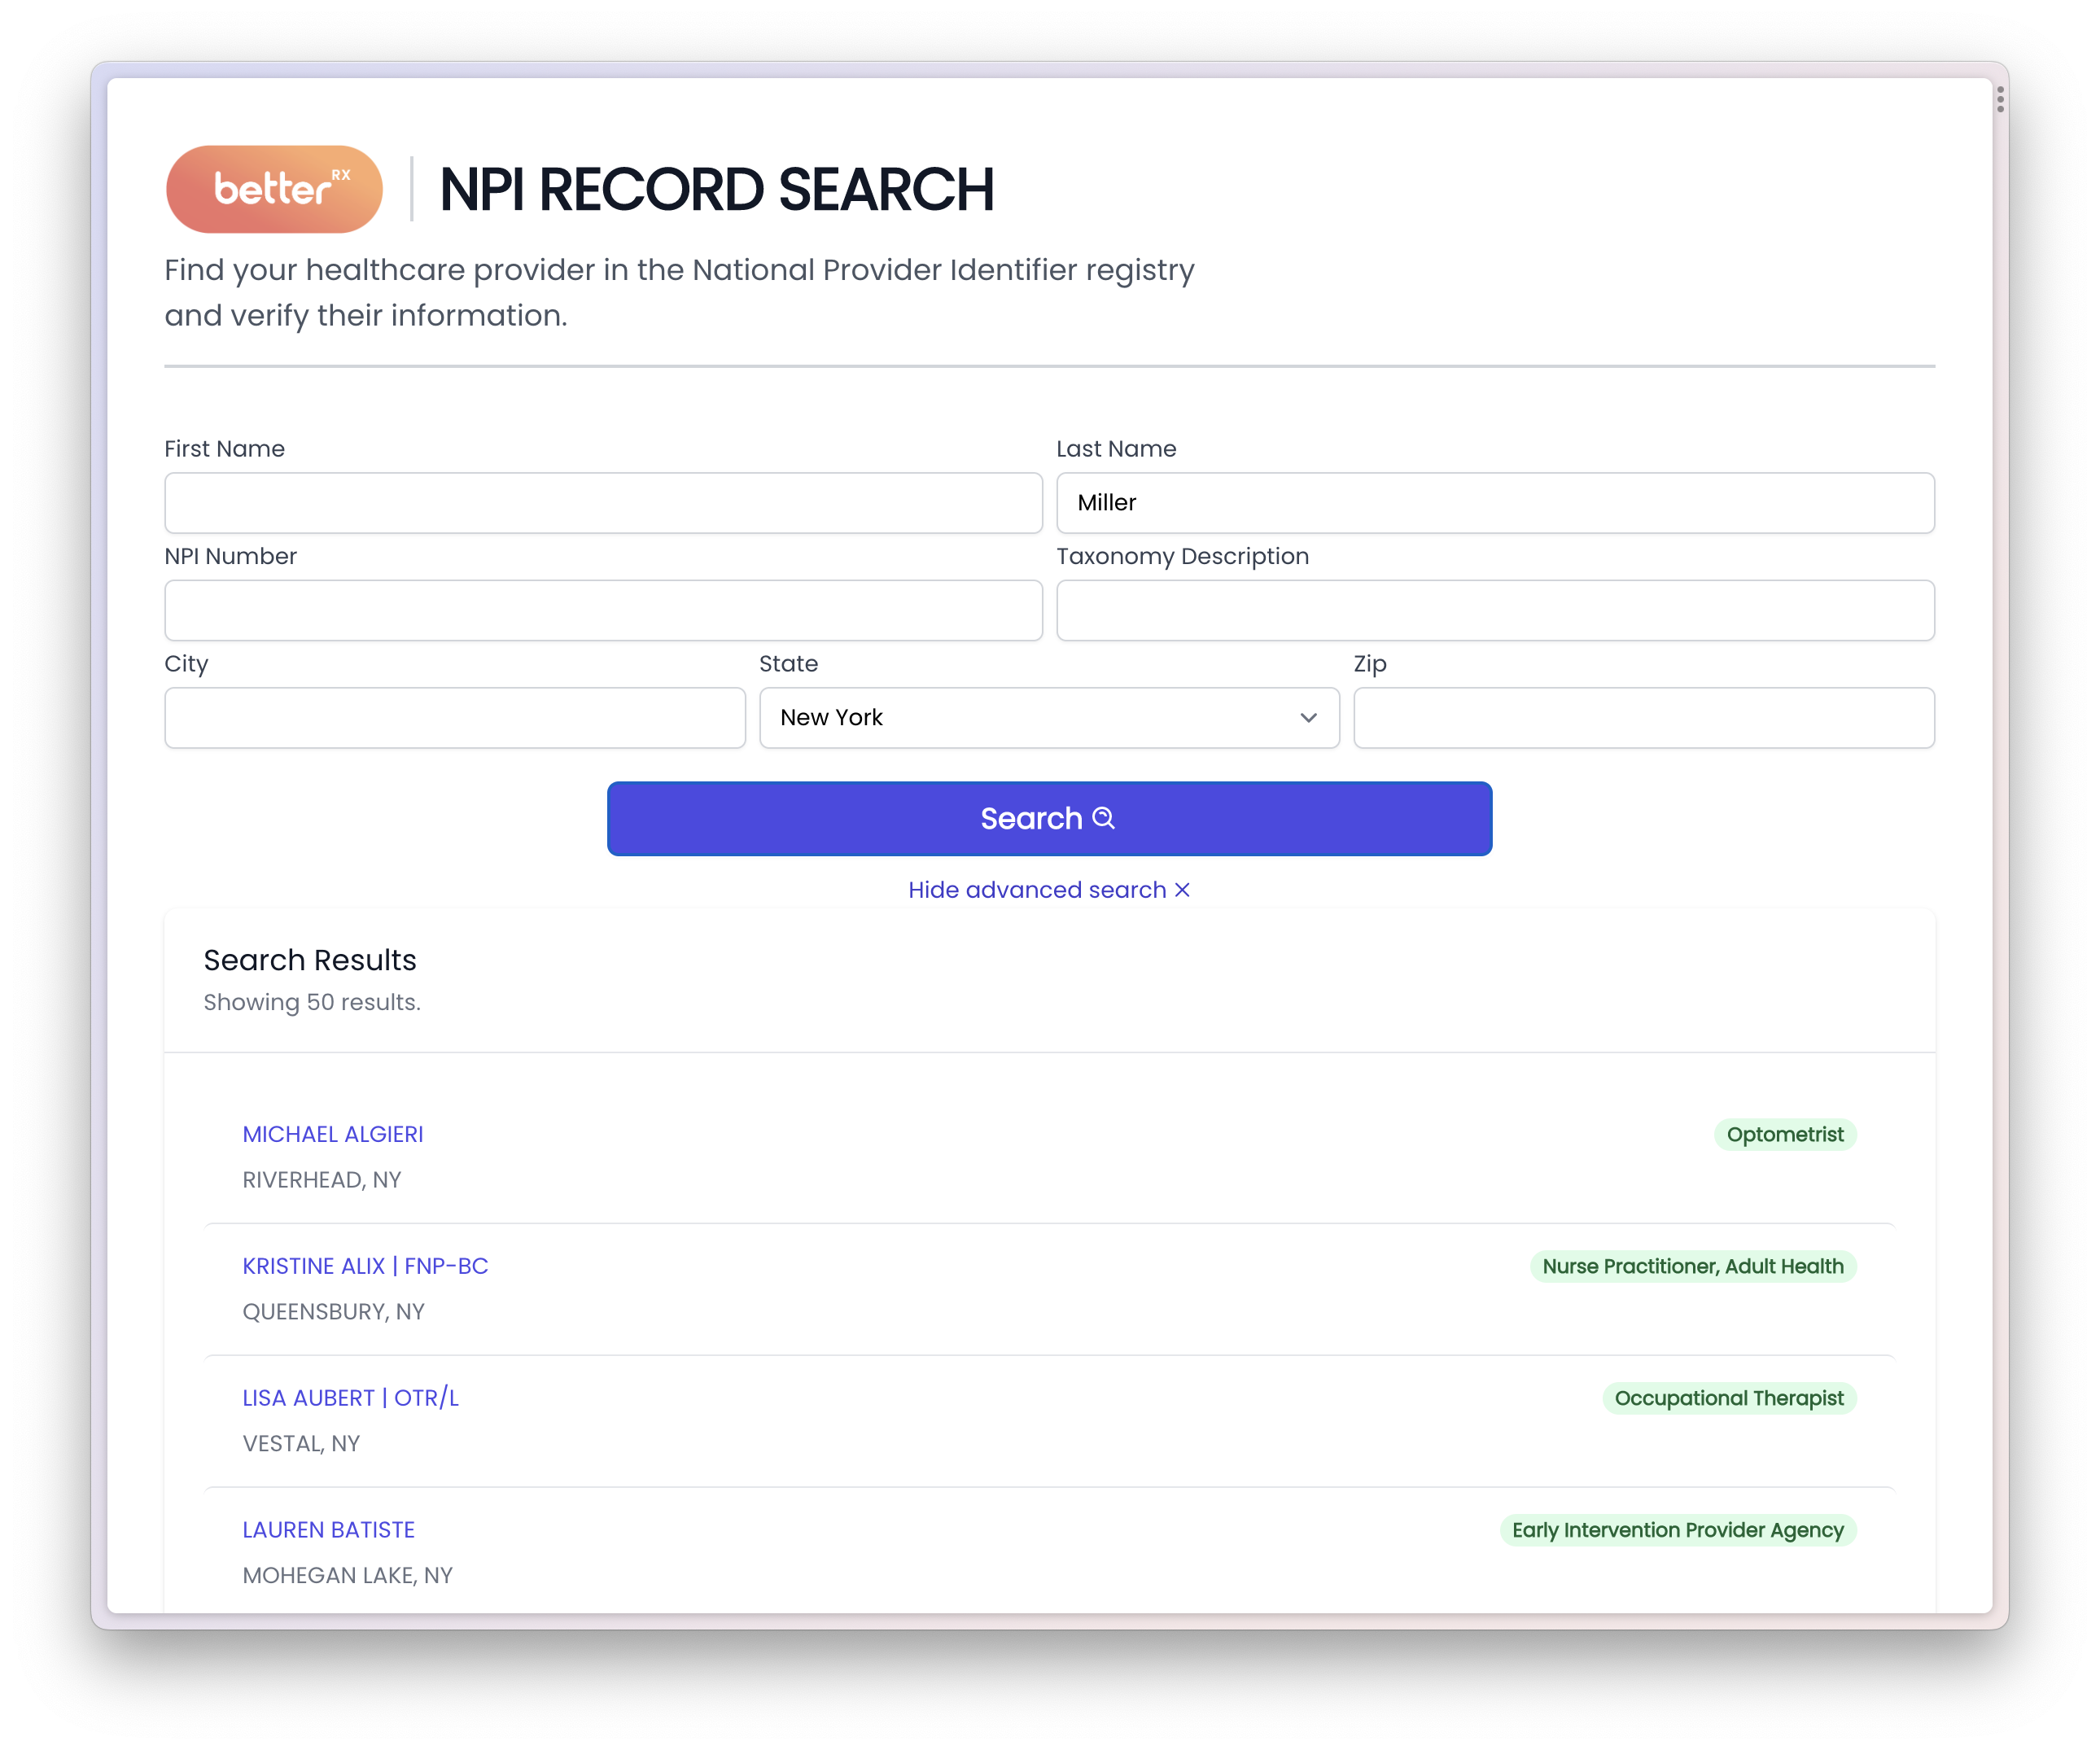 better RX
NPI RECORD SEARCH
Find your healthcare provider in the National Provider Identifier registry
and verify their information.
First Name
Last Name
Miller
NPI Number
Taxonomy Description
City
State
Zip
New York
Search
Hide advanced search
Search Results
Showing 50 results.
MICHAEL ALGIERI
Optometrist
RIVERHEAD, NY
KRISTINE ALIX | FNP-BC
Nurse Practitioner, Adult Health
QUEENSBURY, NY
LISA AUBERT | OTR/L
Occupational Therapist
VESTAL, NY
LAUREN BATISTE
Early Intervention Provider Agency
MOHEGAN LAKE, NY